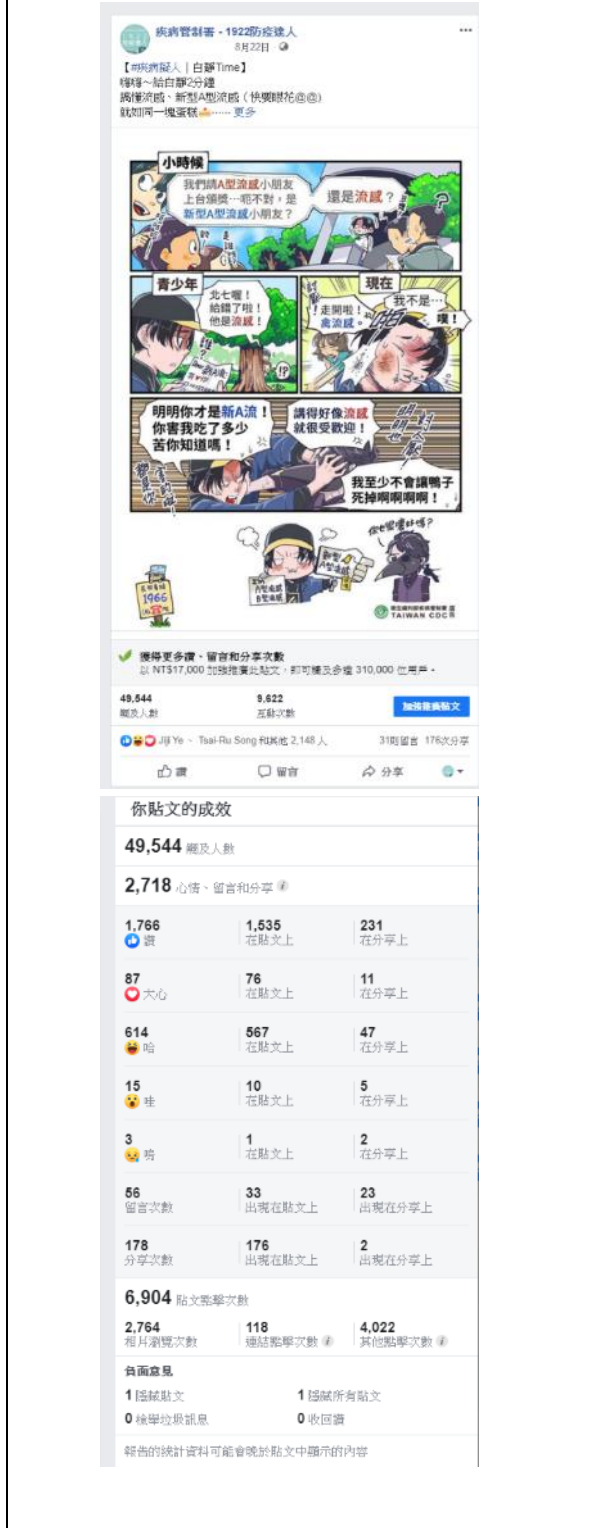 疾病管制署 - 1922防疫達人
8月22日
【#疾病擬人｜白靜Time】
嗨嗨～給白靜2分鐘
搞懂流感、新型A型流感（快要眼花@@)
就如同一塊蛋糕🍰⋯⋯ 更多
小時候
我們請A型流感小朋友
上台頒獎⋯呃不對，是
新型A型流感小朋友？
還是流感？
?
青少年
北七喔！
給錯了啦！
他是流感！
!?
現在
走開啦！
禽流感。
我不是⋯
噗！
明明你才是新A流！
你害我吃了多少
苦你知道嗎！
講得好像流感
就很受歡迎！
我至少不會讓鴨子
死掉啊啊啊啊！
新型
A型流感
1966
TAIWAN CDC
獲得更多讚、留言和分享次數
以 NT$17,000 加強推廣此貼文，即可觸及多達 310,000 位用戶。
49,544
觸及人數
9,622
互動次數
加強推廣貼文
Jiji Ye、Tsai-Ru Song 和其他 2,148 人
31則留言 176次分享
讚
留言
分享
你貼文的成效
49,544 觸及人數
2,718 心情、留言和分享
1,766 讚
1,535 在貼文上
231 在分享上
87 大心
76 在貼文上
11 在分享上
614 哈
567 在貼文上
47 在分享上
15 哇
10 在貼文上
5 在分享上
3 嗚
1 在貼文上
2 在分享上
56 留言次數
33 出現在貼文上
23 出現在分享上
178 分享次數
176 出現在貼文上
2 出現在分享上
6,904 貼文點擊次數
2,764 相片瀏覽次數
118 連結點擊次數
4,022 其他點擊次數
負面意見
1 隱藏貼文
1 隱藏所有貼文
0 檢舉垃圾訊息
0 收回讚
報告的統計資料可能會晚於貼文中顯示的內容